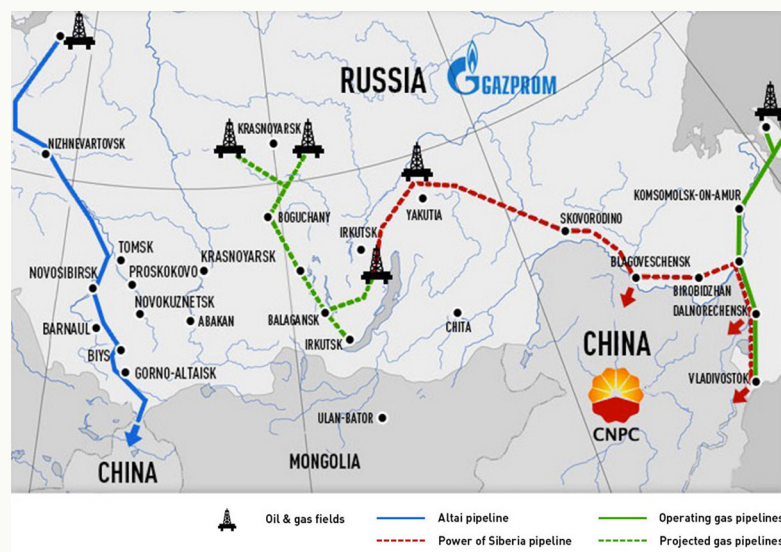 RUSSIA
GAZPROM
KRASNOYARSK
NIZHNEVARTOVSK
KOMSOMOLSK-ON-AMUR
YAKUTIA
BOGUCHANY
SKOVORODINO
IRKUTSK
TOMSK
KRASNOYARSK
PROSKOKOVO
BLAGOVESCHENSK
NOVOSIBIRSK
BIROBIDZHAN
NOVOKUZNETSK
DALNORECHENSK
BARNAUL
ABAKAN
BALAGANSK
CHITA
IRKUTSK
CHINA
BIYS
GORNO-ALTAISK
VLADIVOSTOK
ULAN-BATOR
CNPC
CHINA
MONGOLIA
Oil & gas fields
Altai pipeline
Operating gas pipelines
Power of Siberia pipeline
Projected gas pipelines